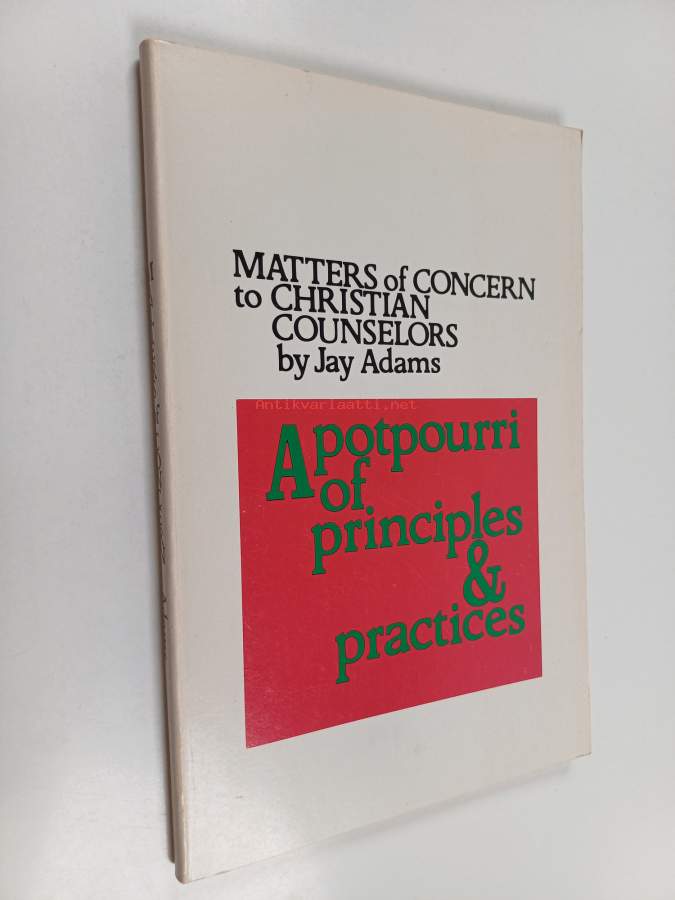 MATTERS of CONCERN
to CHRISTIAN
COUNSELORS
by Jay Adams
Antikvariaatti.net
A potpourri
of
principles
&
practices